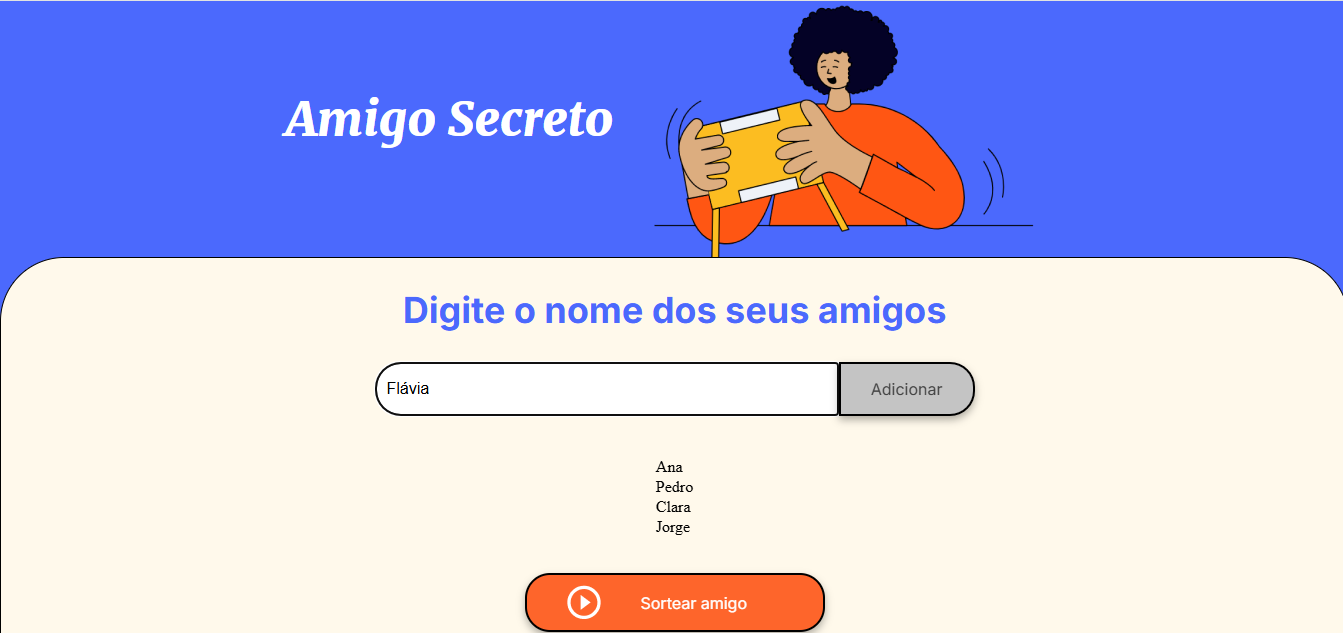 Amigo Secreto
Digite o nome dos seus amigos
Flávia
Adicionar
Ana
Pedro
Clara
Jorge
Sortear amigo